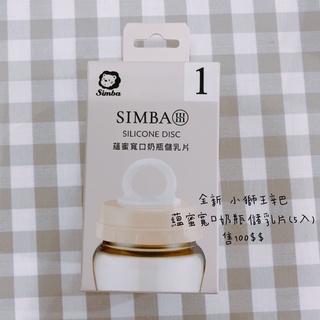 Simba
1
SIMBA
SILICONE DISC
蘊蜜寬口奶瓶儲乳片
全新 小獅王辛巴
蘊蜜寬口奶瓶儲乳片(5入)
售100$$